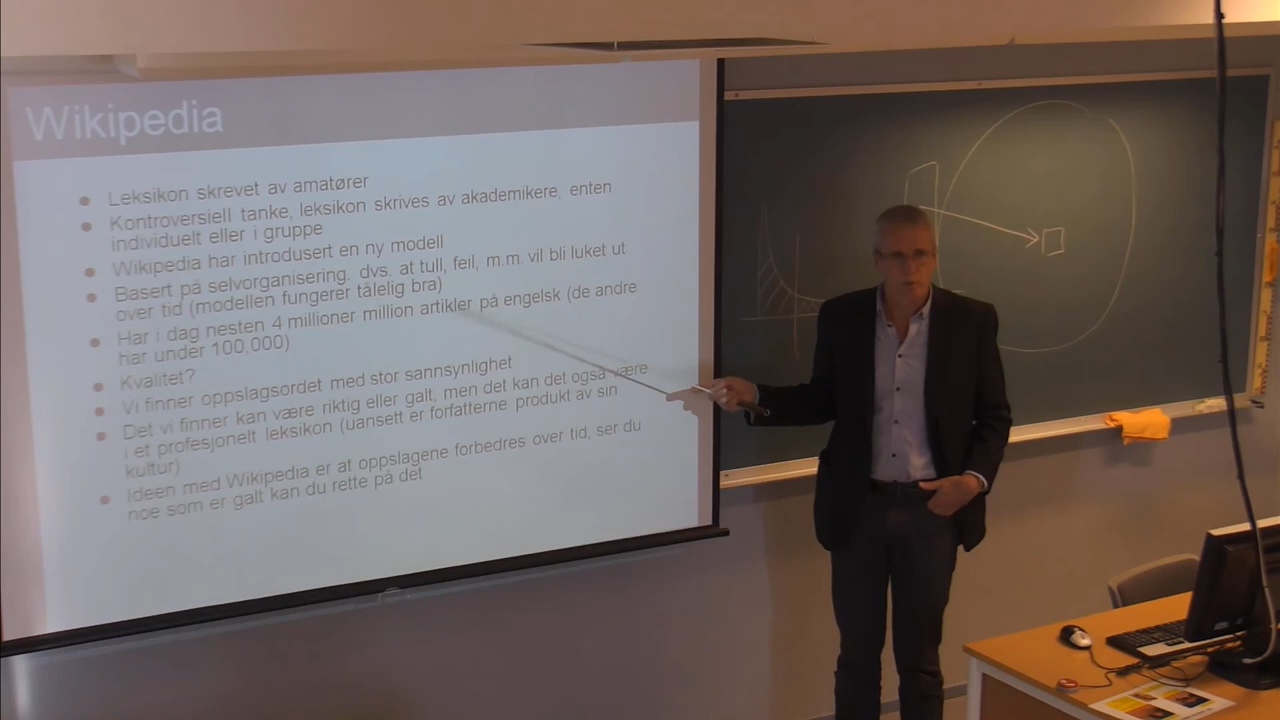 Wikipedia
Leksikon skrevet av amatører
Kontroversiell tanke, leksikon skrives av akademikere, enten
individuelt eller i gruppe
Wikipedia har introdusert en ny modell
Basert på selvorganisering. dvs. at tull, feil, m.m. vil bli luket ut
over tid (modellen fungerer tålelig bra)
Har i dag nesten 4 millioner million artikler på engelsk (de andre
har under 100,000)
Kvalitet?
Vi finner oppslagsordet med stor sannsynlighet
Det vi finner kan være riktig eller galt, men det kan det også være
i et profesjonelt leksikon (uansett er forfatterne produkt av sin
kultur)
Ideen med Wikipedia er at oppslagene forbedres over tid, ser du
noe som er galt kan du rette på det